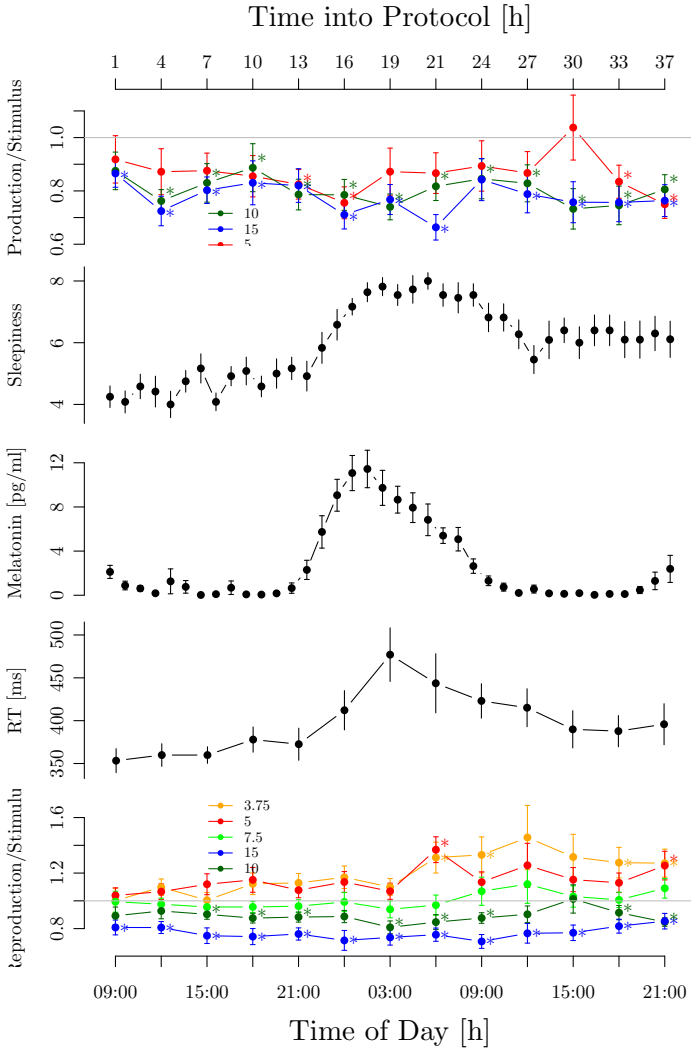 Time into Protocol [h]
1 4 7 10 13 16 19 21 24 27 30 33 37
Production/Stimulus
1.0
0.8
0.6
10
15
5
Sleepiness
8
6
4
Melatonin [pg/ml]
12
8
4
0
RT [ms]
500
450
400
350
Reproduction/Stimulu
1.6
1.2
0.8
3.75
5
7.5
15
10
09:00 15:00 21:00 03:00 09:00 15:00 21:00
Time of Day [h]